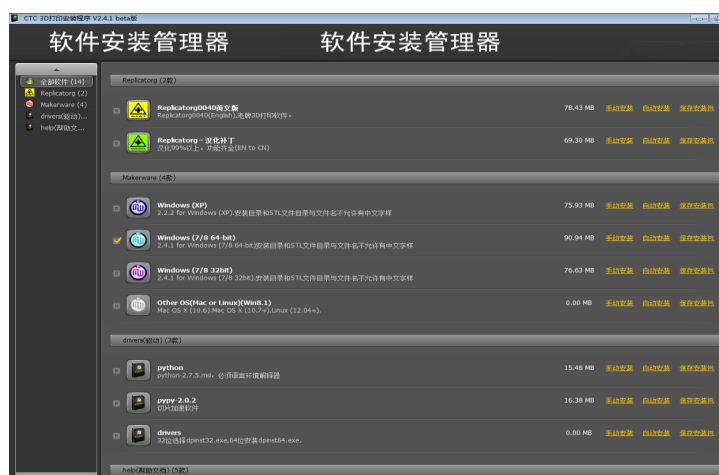 CTC 3D打印安装程序 V2.4.1 beta版
软件安装管理器 软件安装管理器
全部软件 (14)
Replicatorg (2)
Makerware (4)
drivers(驱动)...
help(帮助文...
Replicatorg (2款)
Replicatorg0040英文版
Replicatorg0040(English),老牌3D打印软件。
78.43 MB 手动安装 自动安装 保存安装包
Replicatorg-汉化补丁
汉化99%以上,功能齐全(EN to CN)
69.30 MB 手动安装 自动安装 保存安装包
Makerware (4款)
Windows (XP)
2.2.2 for Windows (XP).安装目录和STL文件目录与文件名不允许有中文字样
75.93 MB 手动安装 自动安装 保存安装包
Windows (7/8 64-bit)
2.4.1 for Windows (7/8 64-bit)安装目录和STL文件目录与文件名不允许有中文字样
90.94 MB 手动安装 自动安装 保存安装包
Windows (7/8 32bit)
2.4.1 for Windows (7/8 32bit).安装目录和STL文件目录与文件名不允许有中文字样
76.63 MB 手动安装 自动安装 保存安装包
Other OS(Mac or Linux)(Win8.1)
Mac OS X (10.6).Mac OS X (10.7+).Linux (12.04+).
0.00 MB 手动安装 自动安装 保存安装包
drivers(驱动) (3款)
python
python-2.7.5.msi, 必须语言环境解释器
15.48 MB 手动安装 自动安装 保存安装包
pypy-2.0.2
切片加速软件
16.38 MB 手动安装 自动安装 保存安装包
drivers
32位选择dpinst32.exe,64位安装dpinst64.exe.
0.00 MB 手动安装 自动安装 保存安装包
help(帮助文档) (5款)